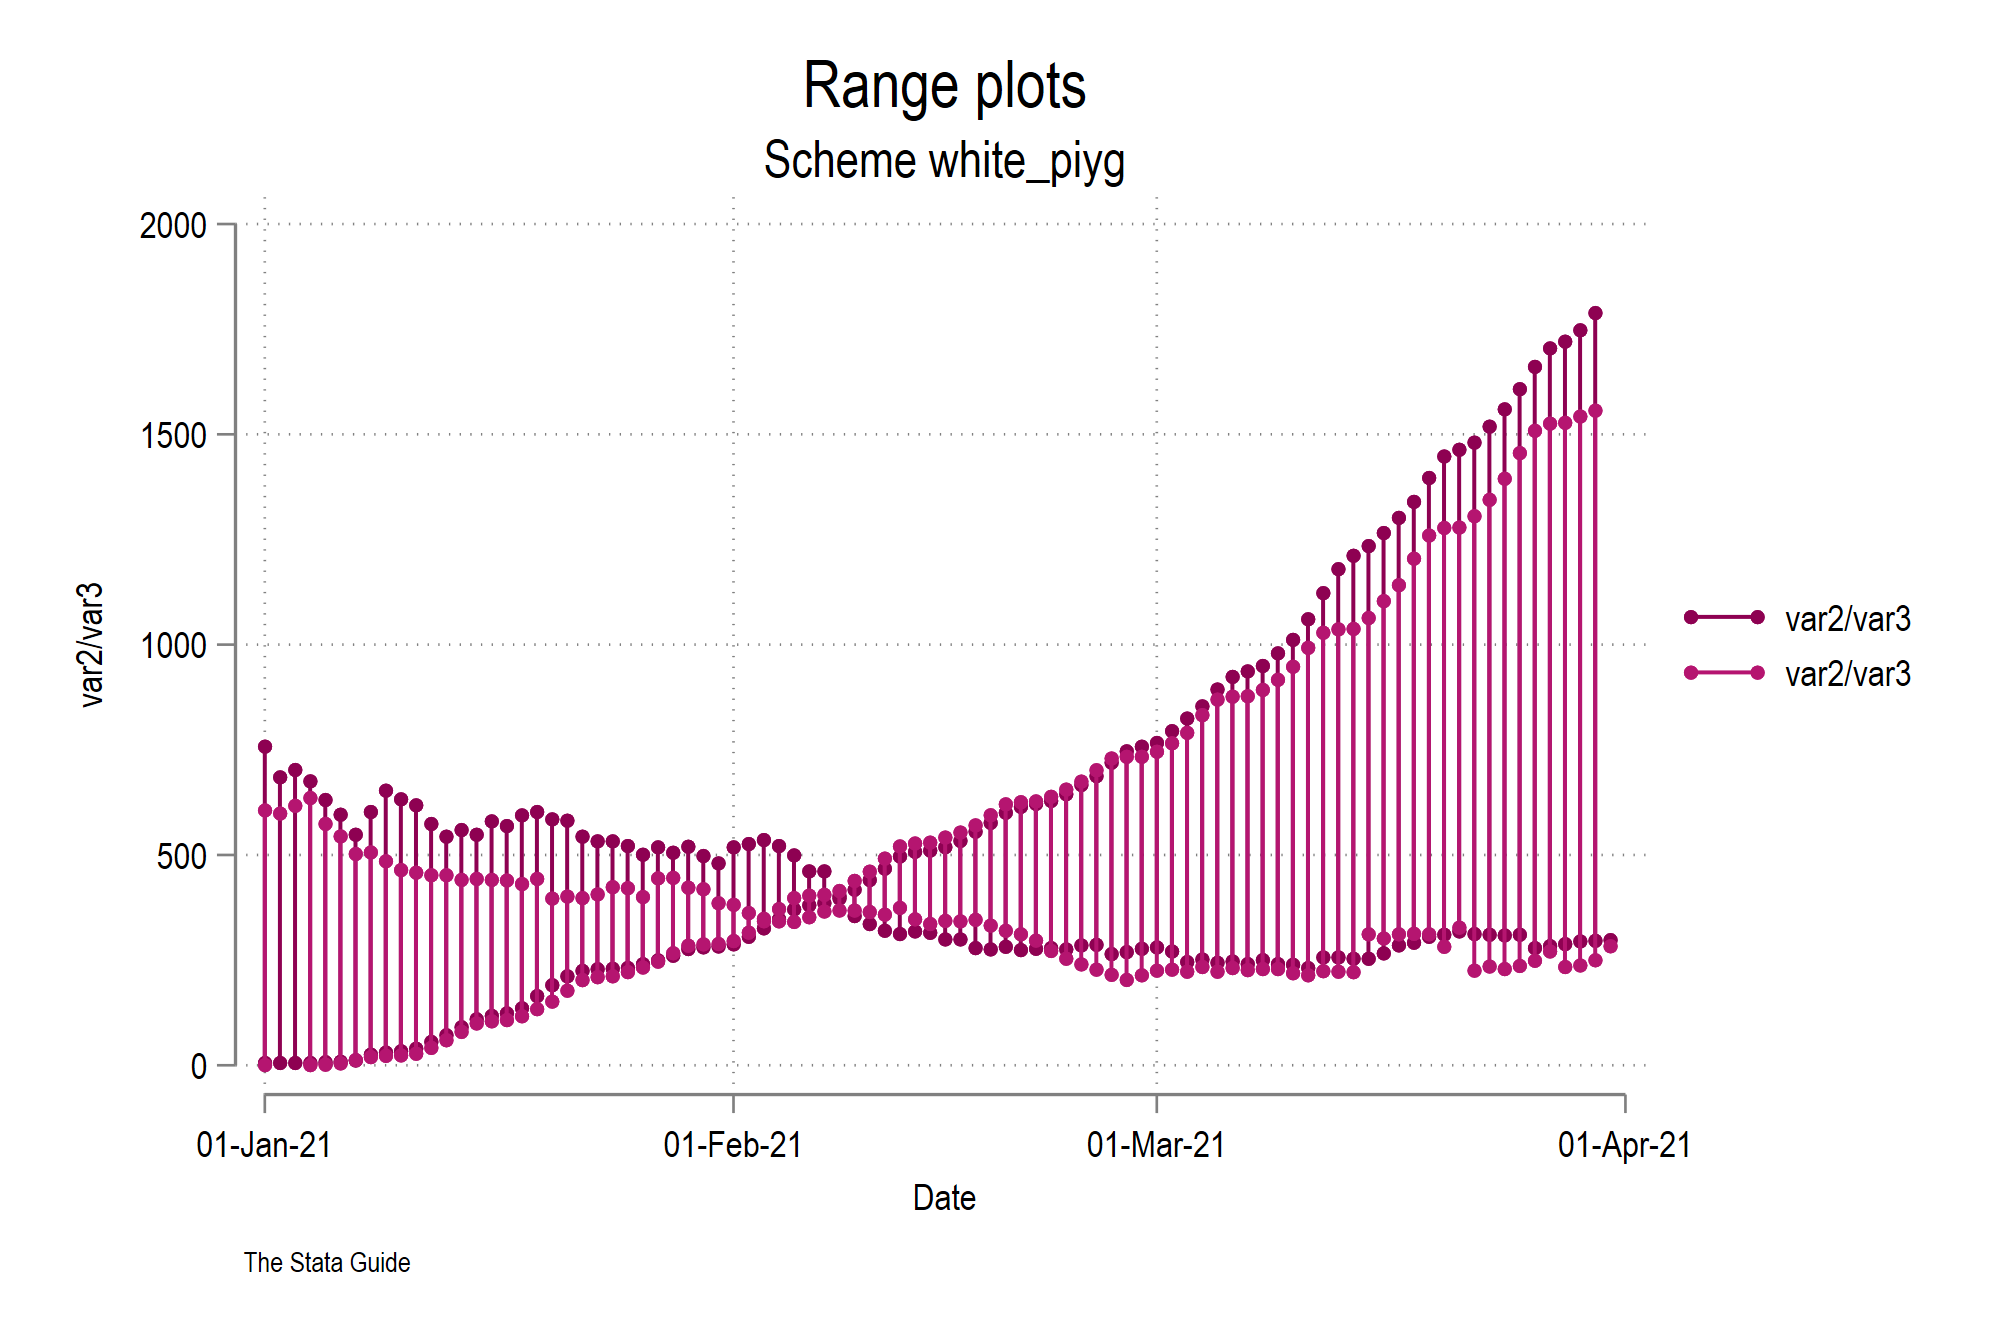 Range plots
Scheme white_piyg
2000
1500
1000
500
0
var2/var3
var2/var3
var2/var3
01-Jan-21
01-Feb-21
01-Mar-21
01-Apr-21
Date
The Stata Guide